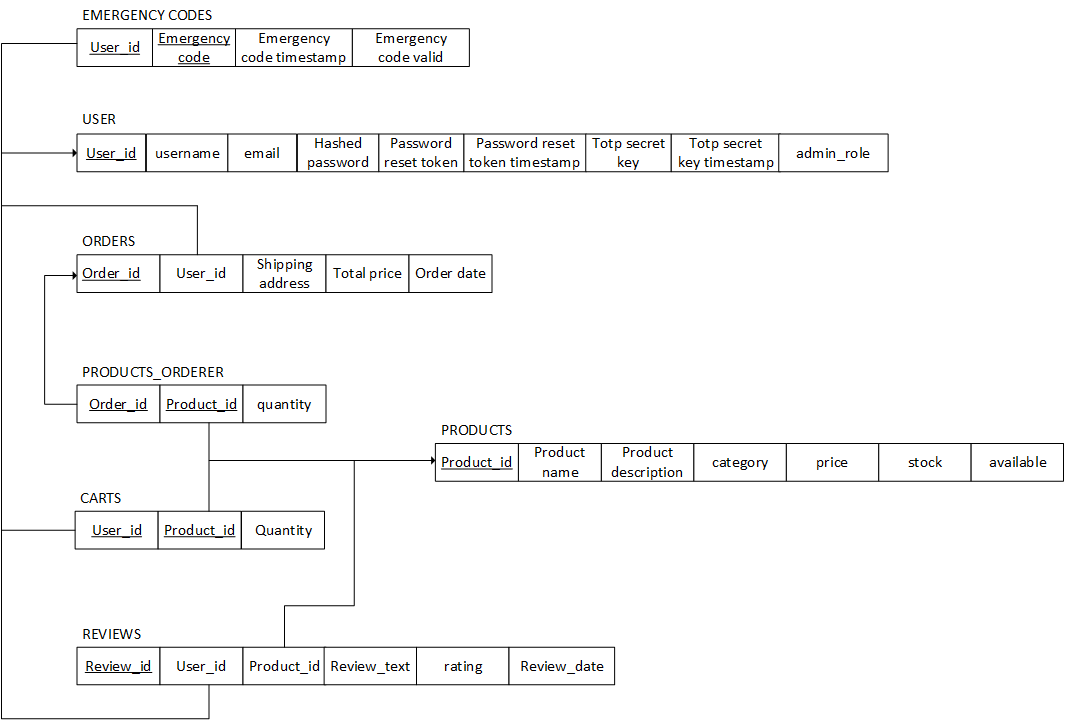 EMERGENCY CODES
User_id Emergency code Emergency code timestamp Emergency code valid
USER
User_id username email Hashed password Password reset token Password reset token timestamp Totp secret key Totp secret key timestamp admin_role
ORDERS
Order_id User_id Shipping address Total price Order date
PRODUCTS_ORDERER
Order_id Product_id quantity
PRODUCTS
Product_id Product name Product description category price stock available
CARTS
User_id Product_id Quantity
REVIEWS
Review_id User_id Product_id Review_text rating Review_date